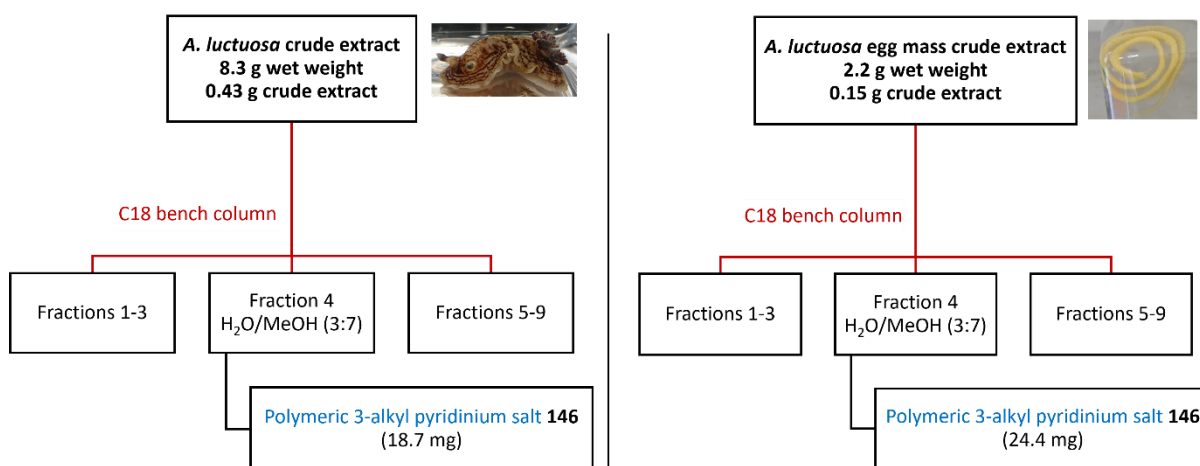 A. luctuosa crude extract
8.3 g wet weight
0.43 g crude extract
C18 bench column
Fractions 1-3
Fraction 4
H₂O/MeOH (3:7)
Fractions 5-9
Polymeric 3-alkyl pyridinium salt 146
(18.7 mg)
A. luctuosa egg mass crude extract
2.2 g wet weight
0.15 g crude extract
C18 bench column
Fractions 1-3
Fraction 4
H₂O/MeOH (3:7)
Fractions 5-9
Polymeric 3-alkyl pyridinium salt 146
(24.4 mg)